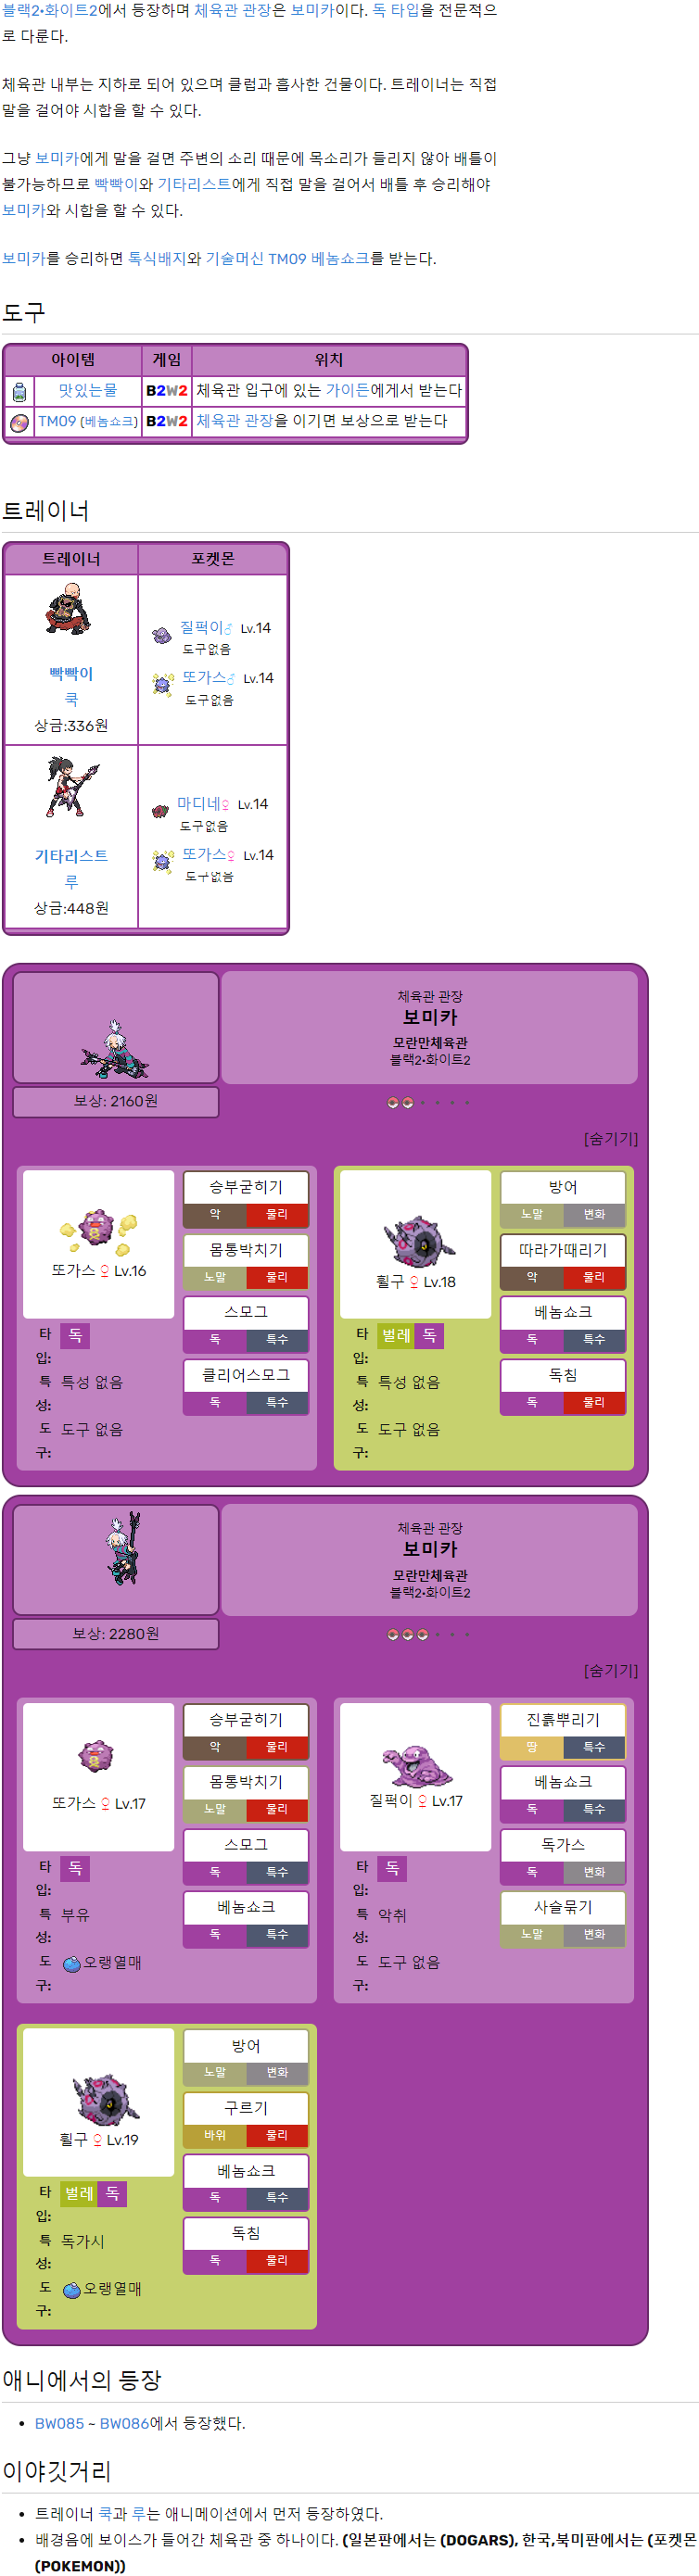 블랙2·화이트2에서 등장하며 체육관 관장은 보미카이다. 독 타입을 전문적으
로 다룬다.
체육관 내부는 지하로 되어 있으며 클럽과 흡사한 건물이다. 트레이너는 직접
말을 걸어야 시합을 할 수 있다.
그냥 보미카에게 말을 걸면 주변의 소리 때문에 목소리가 들리지 않아 배틀이
불가능하므로 빡빡이와 기타리스트에게 직접 말을 걸어서 배틀 후 승리해야
보미카와 시합을 할 수 있다.
보미카를 승리하면 톡식배지와 기술머신 TM09 베놈쇼크를 받는다.
도구
아이템 게임 위치
맛있는물 B2W2 체육관 입구에 있는 가이든에게서 받는다
TM09 (베놈쇼크) B2W2 체육관 관장을 이기면 보상으로 받는다
트레이너
트레이너 포켓몬
빡빡이
쿡
상금:336원
질퍽이♂ Lv.14
도구없음
또가스♂ Lv.14
도구없음
기타리스트
루
상금:448원
마디네♀ Lv.14
도구없음
또가스♀ Lv.14
도구없음
체육관 관장
보미카
모란만체육관
블랙2·화이트2
보상: 2160원
[숨기기]
또가스 ♀ Lv.16
타입: 독
특성: 특성 없음
도구: 도구 없음
승부굳히기
악 물리
몸통박치기
노말 물리
스모그
독 특수
클리어스모그
독 특수
휠구 ♀ Lv.18
타입: 벌레 독
특성: 특성 없음
도구: 도구 없음
방어
노말 변화
따라가때리기
악 물리
베놈쇼크
독 특수
독침
독 물리
체육관 관장
보미카
모란만체육관
블랙2·화이트2
보상: 2280원
[숨기기]
또가스 ♀ Lv.17
타입: 독
특성: 부유
도구: 오랭열매
승부굳히기
악 물리
몸통박치기
노말 물리
스모그
독 특수
베놈쇼크
독 특수
질퍽이 ♀ Lv.17
타입: 독
특성: 악취
도구: 도구 없음
진흙뿌리기
땅 특수
베놈쇼크
독 특수
독가스
독 변화
사슬묶기
노말 변화
휠구 ♀ Lv.19
타입: 벌레 독
특성: 독가시
도구: 오랭열매
방어
노말 변화
구르기
바위 물리
베놈쇼크
독 특수
독침
독 물리
애니에서의 등장
• BW085 ~ BW086에서 등장했다.
이야깃거리
• 트레이너 쿡과 루는 애니메이션에서 먼저 등장하였다.
• 배경음에 보이스가 들어간 체육관 중 하나이다. (일본판에서는 (DOGARS), 한국,북미판에서는 (포켓몬
(POKEMON))